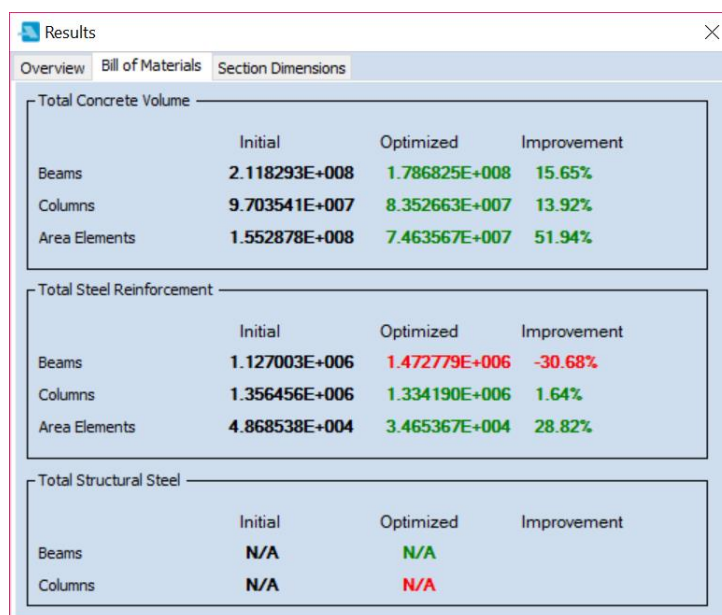 Results
Overview Bill of Materials Section Dimensions
Total Concrete Volume
Initial Optimized Improvement
Beams 2.118293E+008 1.786825E+008 15.65%
Columns 9.703541E+007 8.352663E+007 13.92%
Area Elements 1.552878E+008 7.463567E+007 51.94%
Total Steel Reinforcement
Initial Optimized Improvement
Beams 1.127003E+006 1.472779E+006 -30.68%
Columns 1.356456E+006 1.334190E+006 1.64%
Area Elements 4.868538E+004 3.465367E+004 28.82%
Total Structural Steel
Initial Optimized Improvement
Beams N/A N/A
Columns N/A N/A